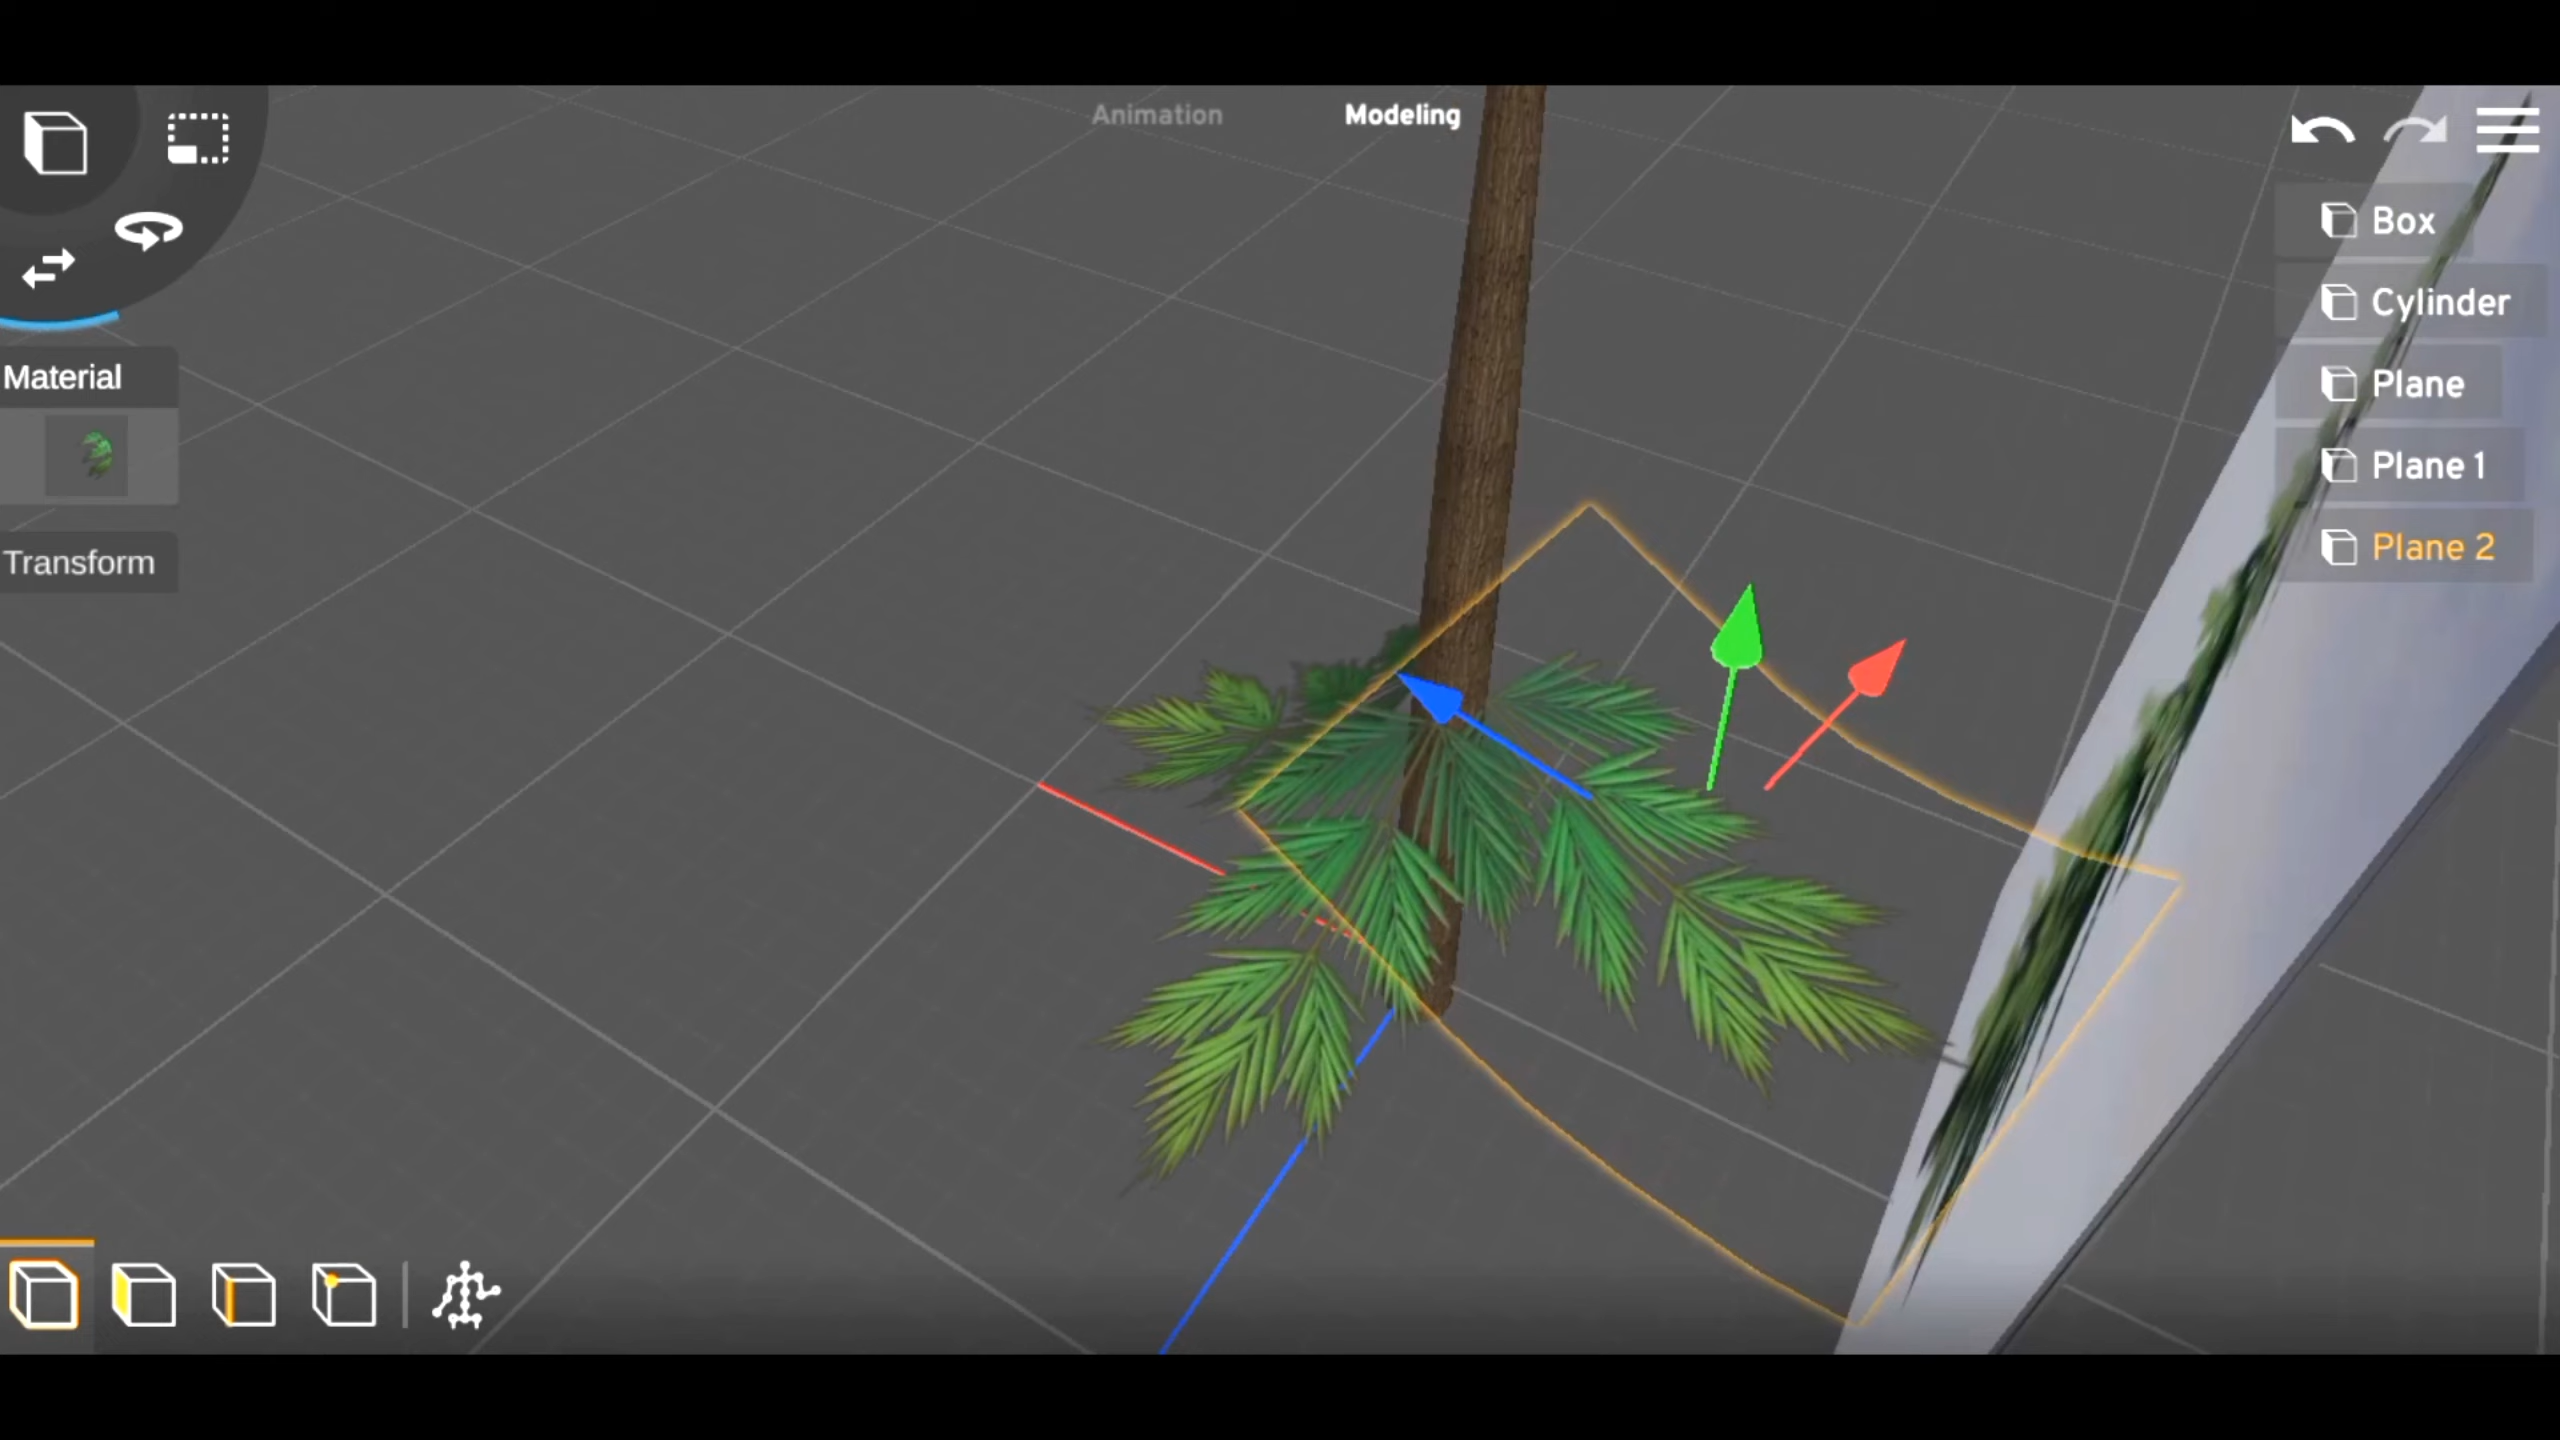 Animation
Modeling
Box
Cylinder
Material
Plane
Plane 1
Plane 2
Transform